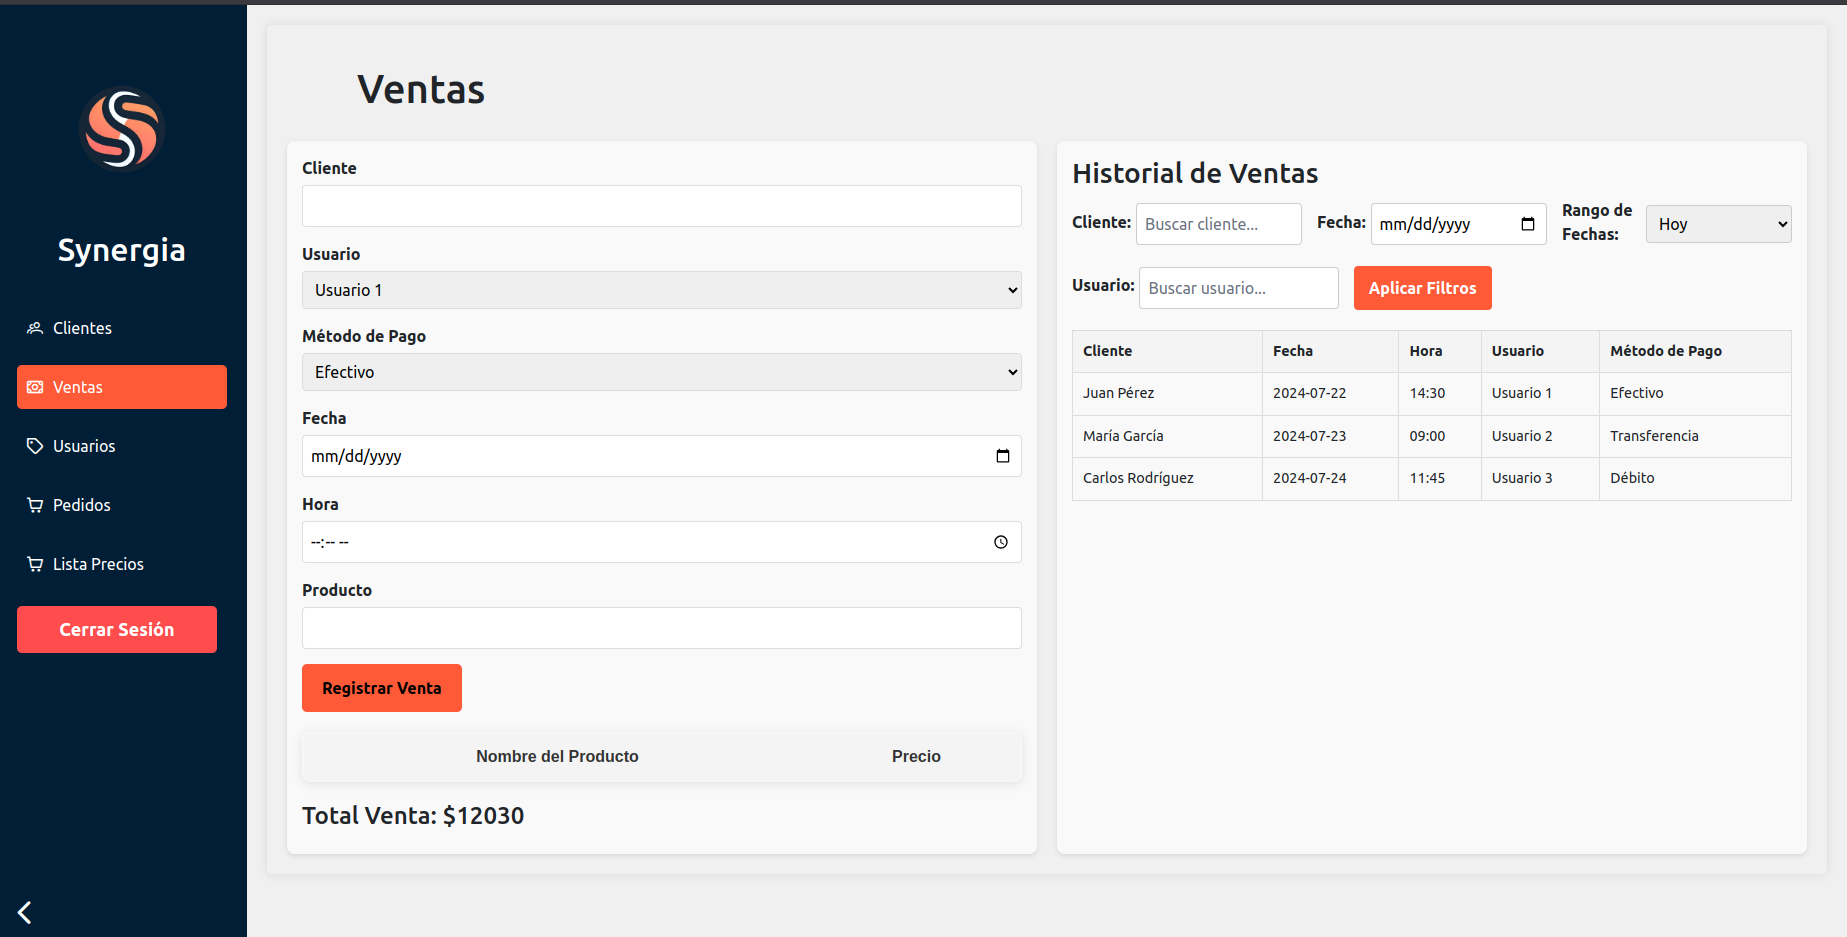 Synergia
Clientes
Ventas
Usuarios
Pedidos
Lista Precios
Cerrar Sesión
Ventas
Cliente
Usuario
Usuario 1
Método de Pago
Efectivo
Fecha
mm/dd/yyyy
Hora
--:-- --
Producto
Registrar Venta
Nombre del Producto Precio
Total Venta: $12030
Historial de Ventas
Cliente: Buscar cliente... Fecha: mm/dd/yyyy Rango de Fechas: Hoy
Usuario: Buscar usuario... Aplicar Filtros
Cliente Fecha Hora Usuario Método de Pago
Juan Pérez 2024-07-22 14:30 Usuario 1 Efectivo
María García 2024-07-23 09:00 Usuario 2 Transferencia
Carlos Rodríguez 2024-07-24 11:45 Usuario 3 Débito